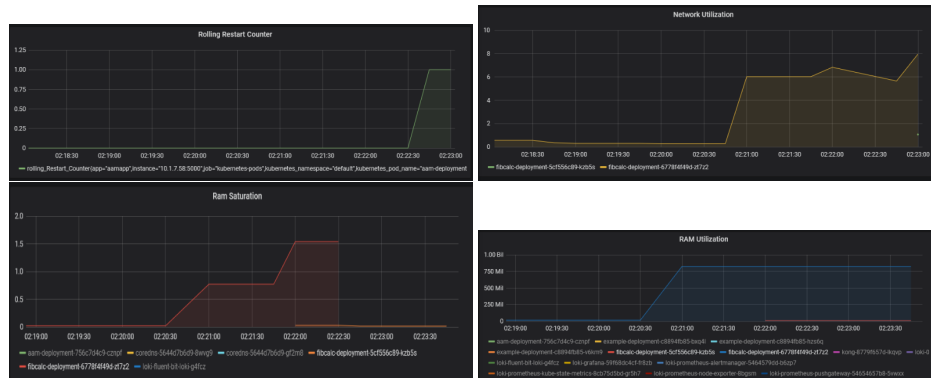 Rolling Restart Counter
1.25
1.00
0.75
0.50
0.25
0
02:18:30 02:19:00 02:19:30 02:20:00 02:20:30 02:21:00 02:21:30 02:22:00 02:22:30 02:23:00
rolling_Restart_Counter{app="aamapp",instance="10.1.7.58:5000",job="kubernetes-pods",kubernetes_namespace="default",kubernetes_pod_name="aam-deployment
Network Utilization
10
8
6
4
2
0
02:18:30 02:19:00 02:19:30 02:20:00 02:20:30 02:21:00 02:21:30 02:22:00 02:22:30 02:23:00
fibcalc-deployment-5cf556c89-kzb5s fibcalc-deployment-6778f4f49d-zt7z2
Ram Saturation
2.0
1.5
1.0
0.5
0
02:19:00 02:19:30 02:20:00 02:20:30 02:21:00 02:21:30 02:22:00 02:22:30 02:23:00 02:23:30
aam-deployment-756c7d4c9-cznpf coredns-5644d7b6d9-8wvg9 coredns-5644d7b6d9-gf2m8 fibcalc-deployment-5cf556c89-kzb5s
fibcalc-deployment-6778f4f49d-zt7z2 loki-fluent-bit-loki-g4fcz
RAM Utilization
1.00 Bil
750 Mil
500 Mil
250 Mil
0
02:19:00 02:19:30 02:20:00 02:20:30 02:21:00 02:21:30 02:22:00 02:22:30 02:23:00 02:23:30
aam-deployment-756c7d4c9-cznpf example-deployment-c8894fb85-bxq4l example-deployment-c8894fb85-hzs6q
fibcalc-deployment-5cf556c89-kzb5s fibcalc-deployment-6778f4f49d-zt7z2
loki-fluent-bit-loki-g4fcz loki-prometheus-alertmanager-5464579dd-b6zp7
loki-prometheus-kube-state-metrics-8cb75d5bd-gr5h7 loki-prometheus-node-exporter-8bgsm loki-prometheus-pushgateway-54654657b8-5vwxx